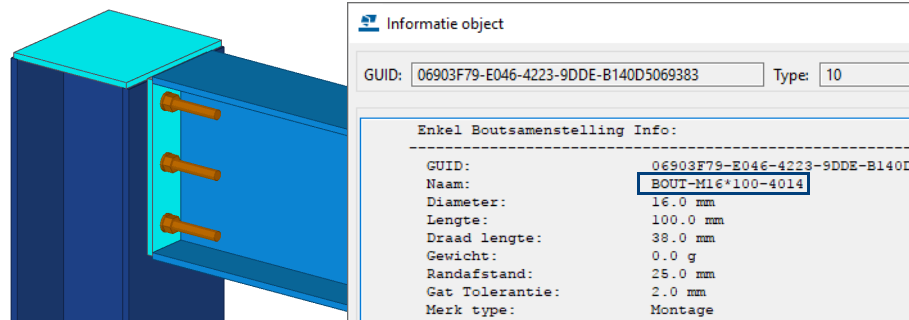 Informatie object
GUID: 06903F79-E046-4223-9DDE-B140D5069383 Type: 10
Enkel Boutsamenstelling Info:
GUID: 06903F79-E046-4223-9DDE-B140D
Naam: BOUT-M16*100-4014
Diameter: 16.0 mm
Lengte: 100.0 mm
Draad lengte: 38.0 mm
Gewicht: 0.0 g
Randafstand: 25.0 mm
Gat Tolerantie: 2.0 mm
Merk type: Montage